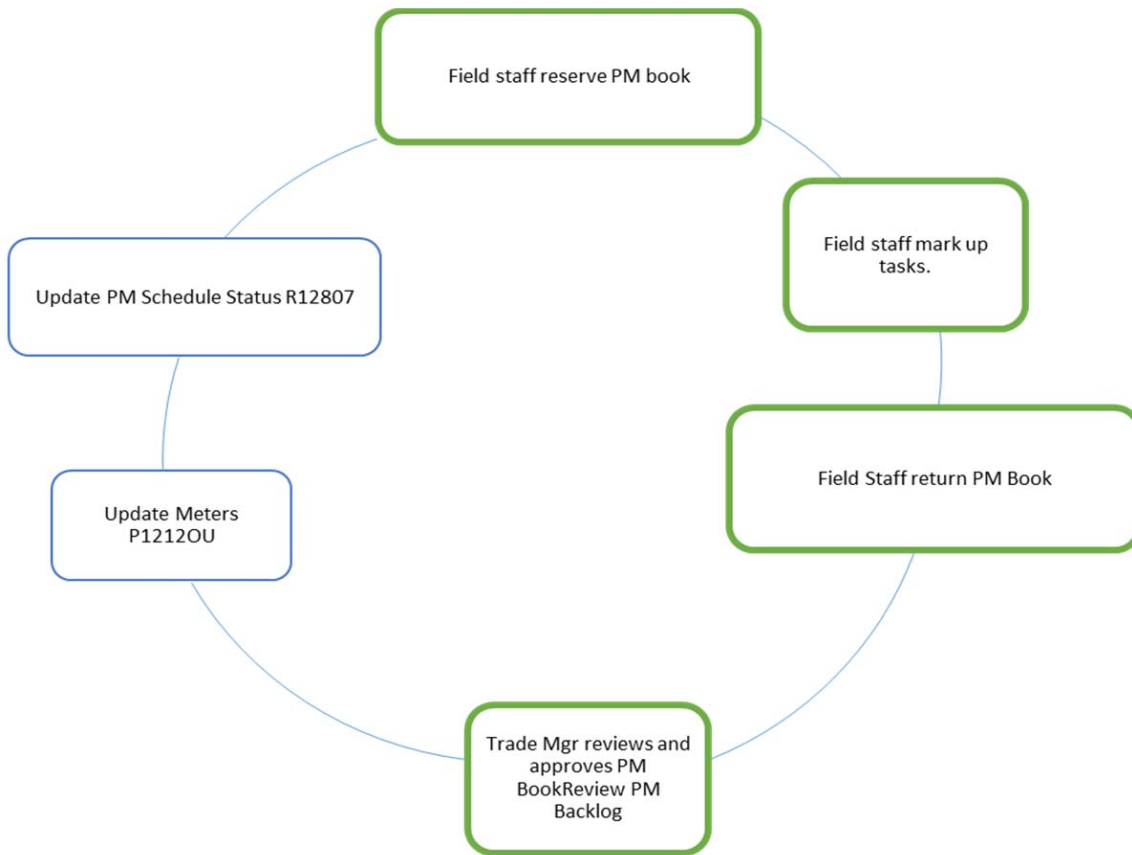 Field staff reserve PM book
Field staff mark up
tasks.
Field Staff return PM Book
Trade Mgr reviews and
approves PM
BookReview PM
Backlog
Update Meters
P1212OU
Update PM Schedule Status R12807